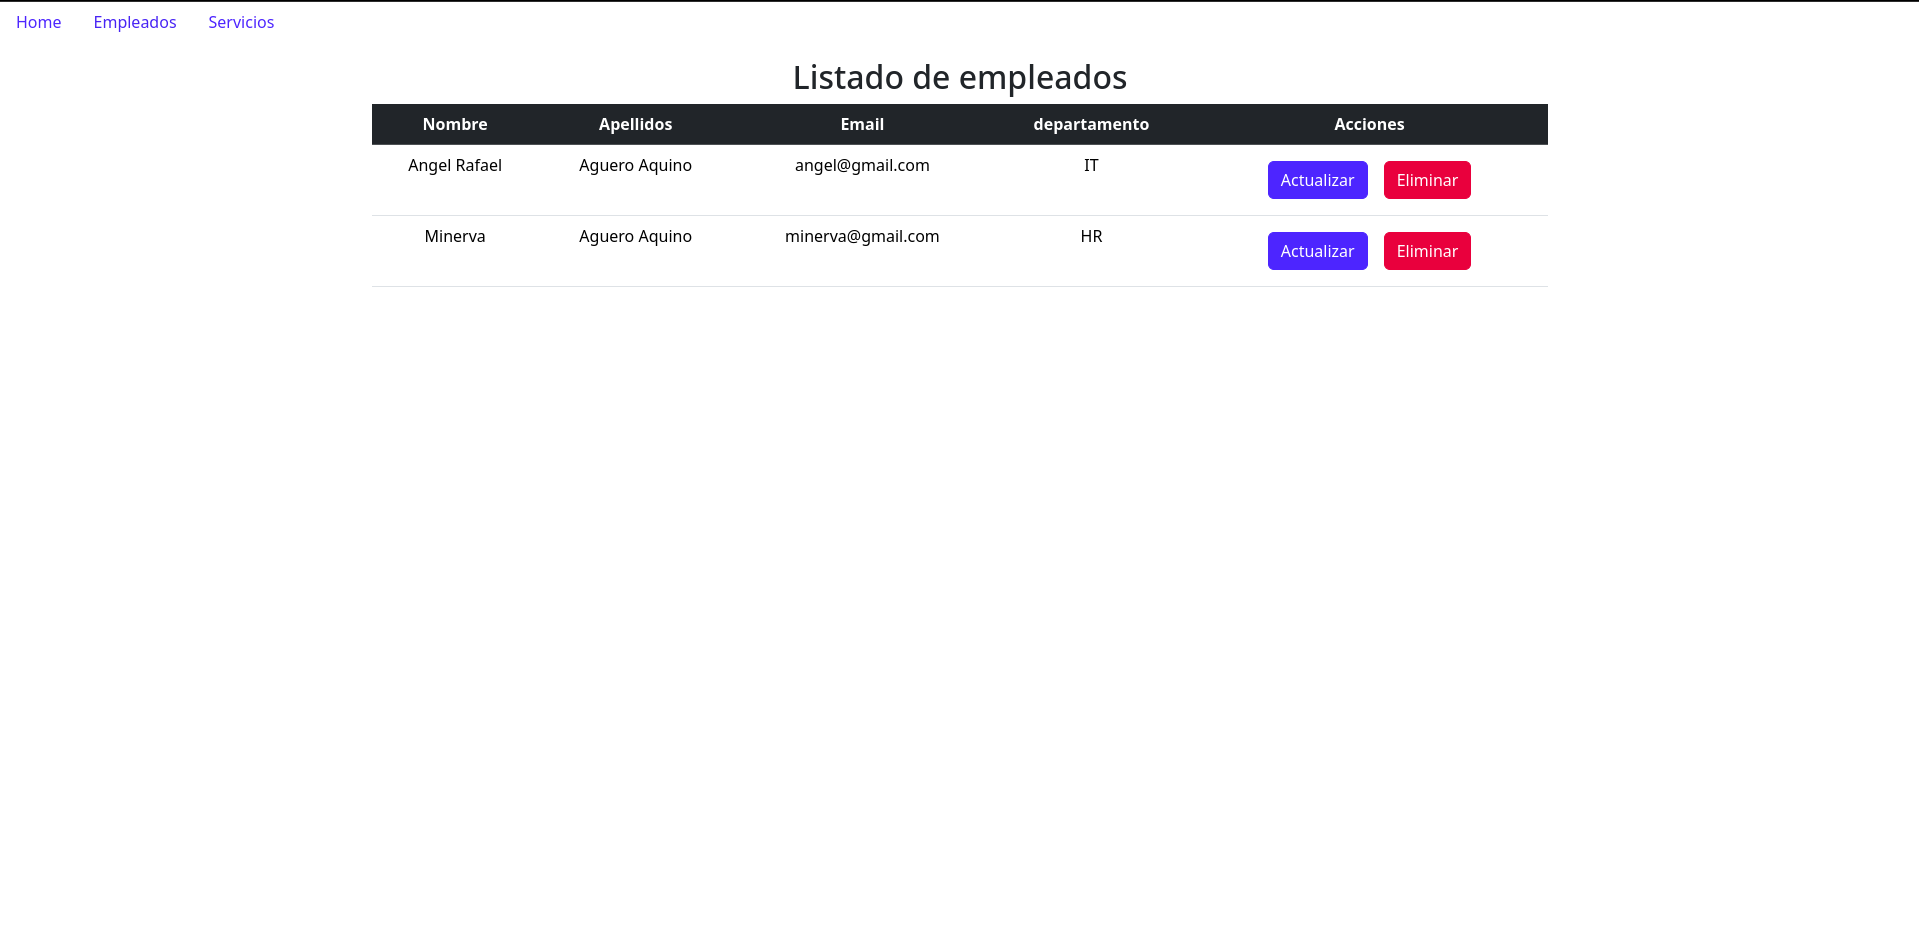 Home Empleados Servicios
Listado de empleados
Nombre Apellidos Email departamento Acciones
Angel Rafael Aguero Aquino angel@gmail.com IT Actualizar Eliminar
Minerva Aguero Aquino minerva@gmail.com HR Actualizar Eliminar